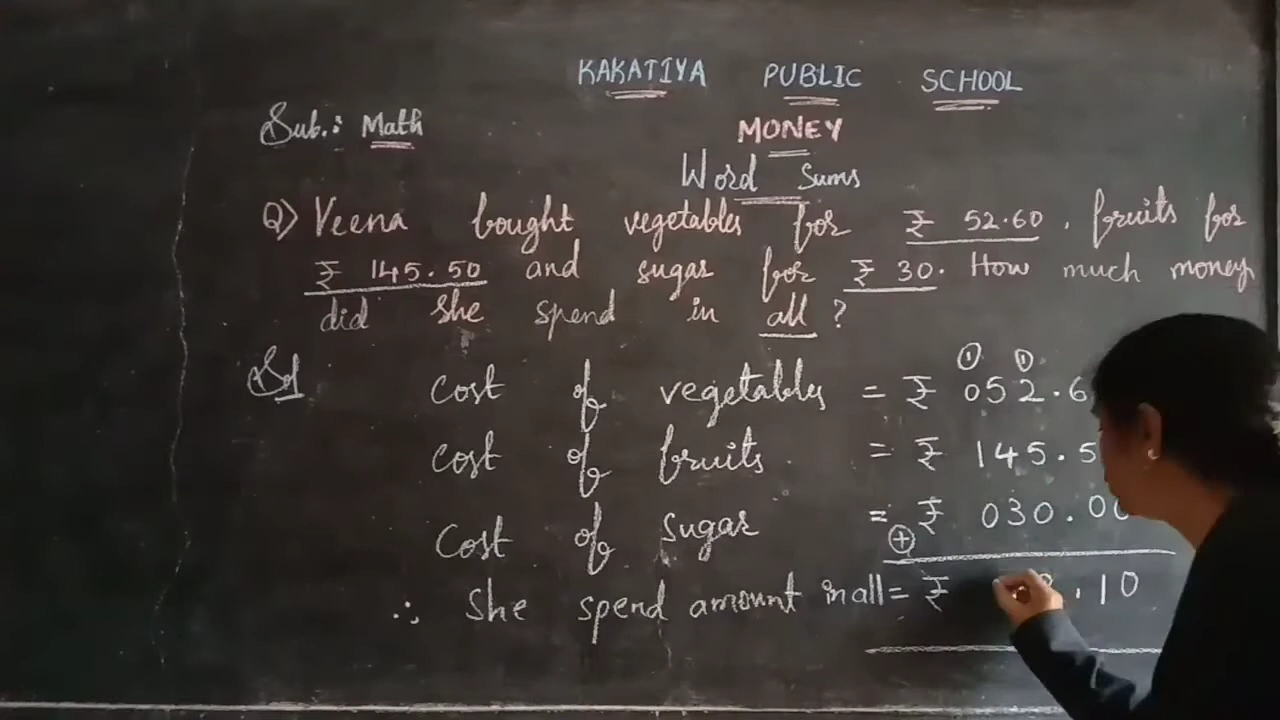 KAKATIYA PUBLIC SCHOOL
Sub.: Math
MONEY
Word Sums
Q) Veena bought vegetables for ₹ 52.60, fruits for
₹ 145.50 and sugar for ₹ 30. How much money
did she spend in all ?
Sol
1 1
cost of vegetables = ₹ 052.6
cost of fruits = ₹ 145.5
cost of sugar = ₹ 030.00
+
∴ She spend amount in all = ₹ 8.10